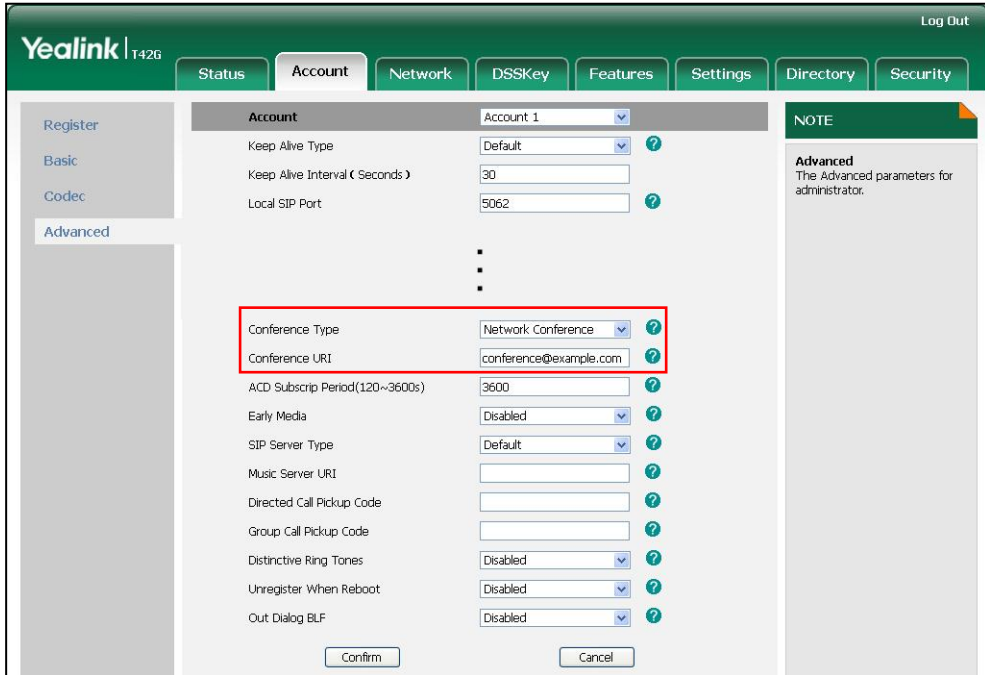 Log Out
Yealink | T42G
Status Account Network DSSKey Features Settings Directory Security
Register
Basic
Codec
Advanced
Account Account 1
Keep Alive Type Default ?
Keep Alive Interval ( Seconds ) 30
Local SIP Port 5062 ?
Conference Type Network Conference ?
Conference URI conference@example.com ?
ACD Subscrip Period(120~3600s) 3600 ?
Early Media Disabled ?
SIP Server Type Default ?
Music Server URI ?
Directed Call Pickup Code ?
Group Call Pickup Code ?
Distinctive Ring Tones Disabled ?
Unregister When Reboot Disabled ?
Out Dialog BLF Disabled ?
Confirm Cancel
NOTE
Advanced
The Advanced parameters for
administrator.